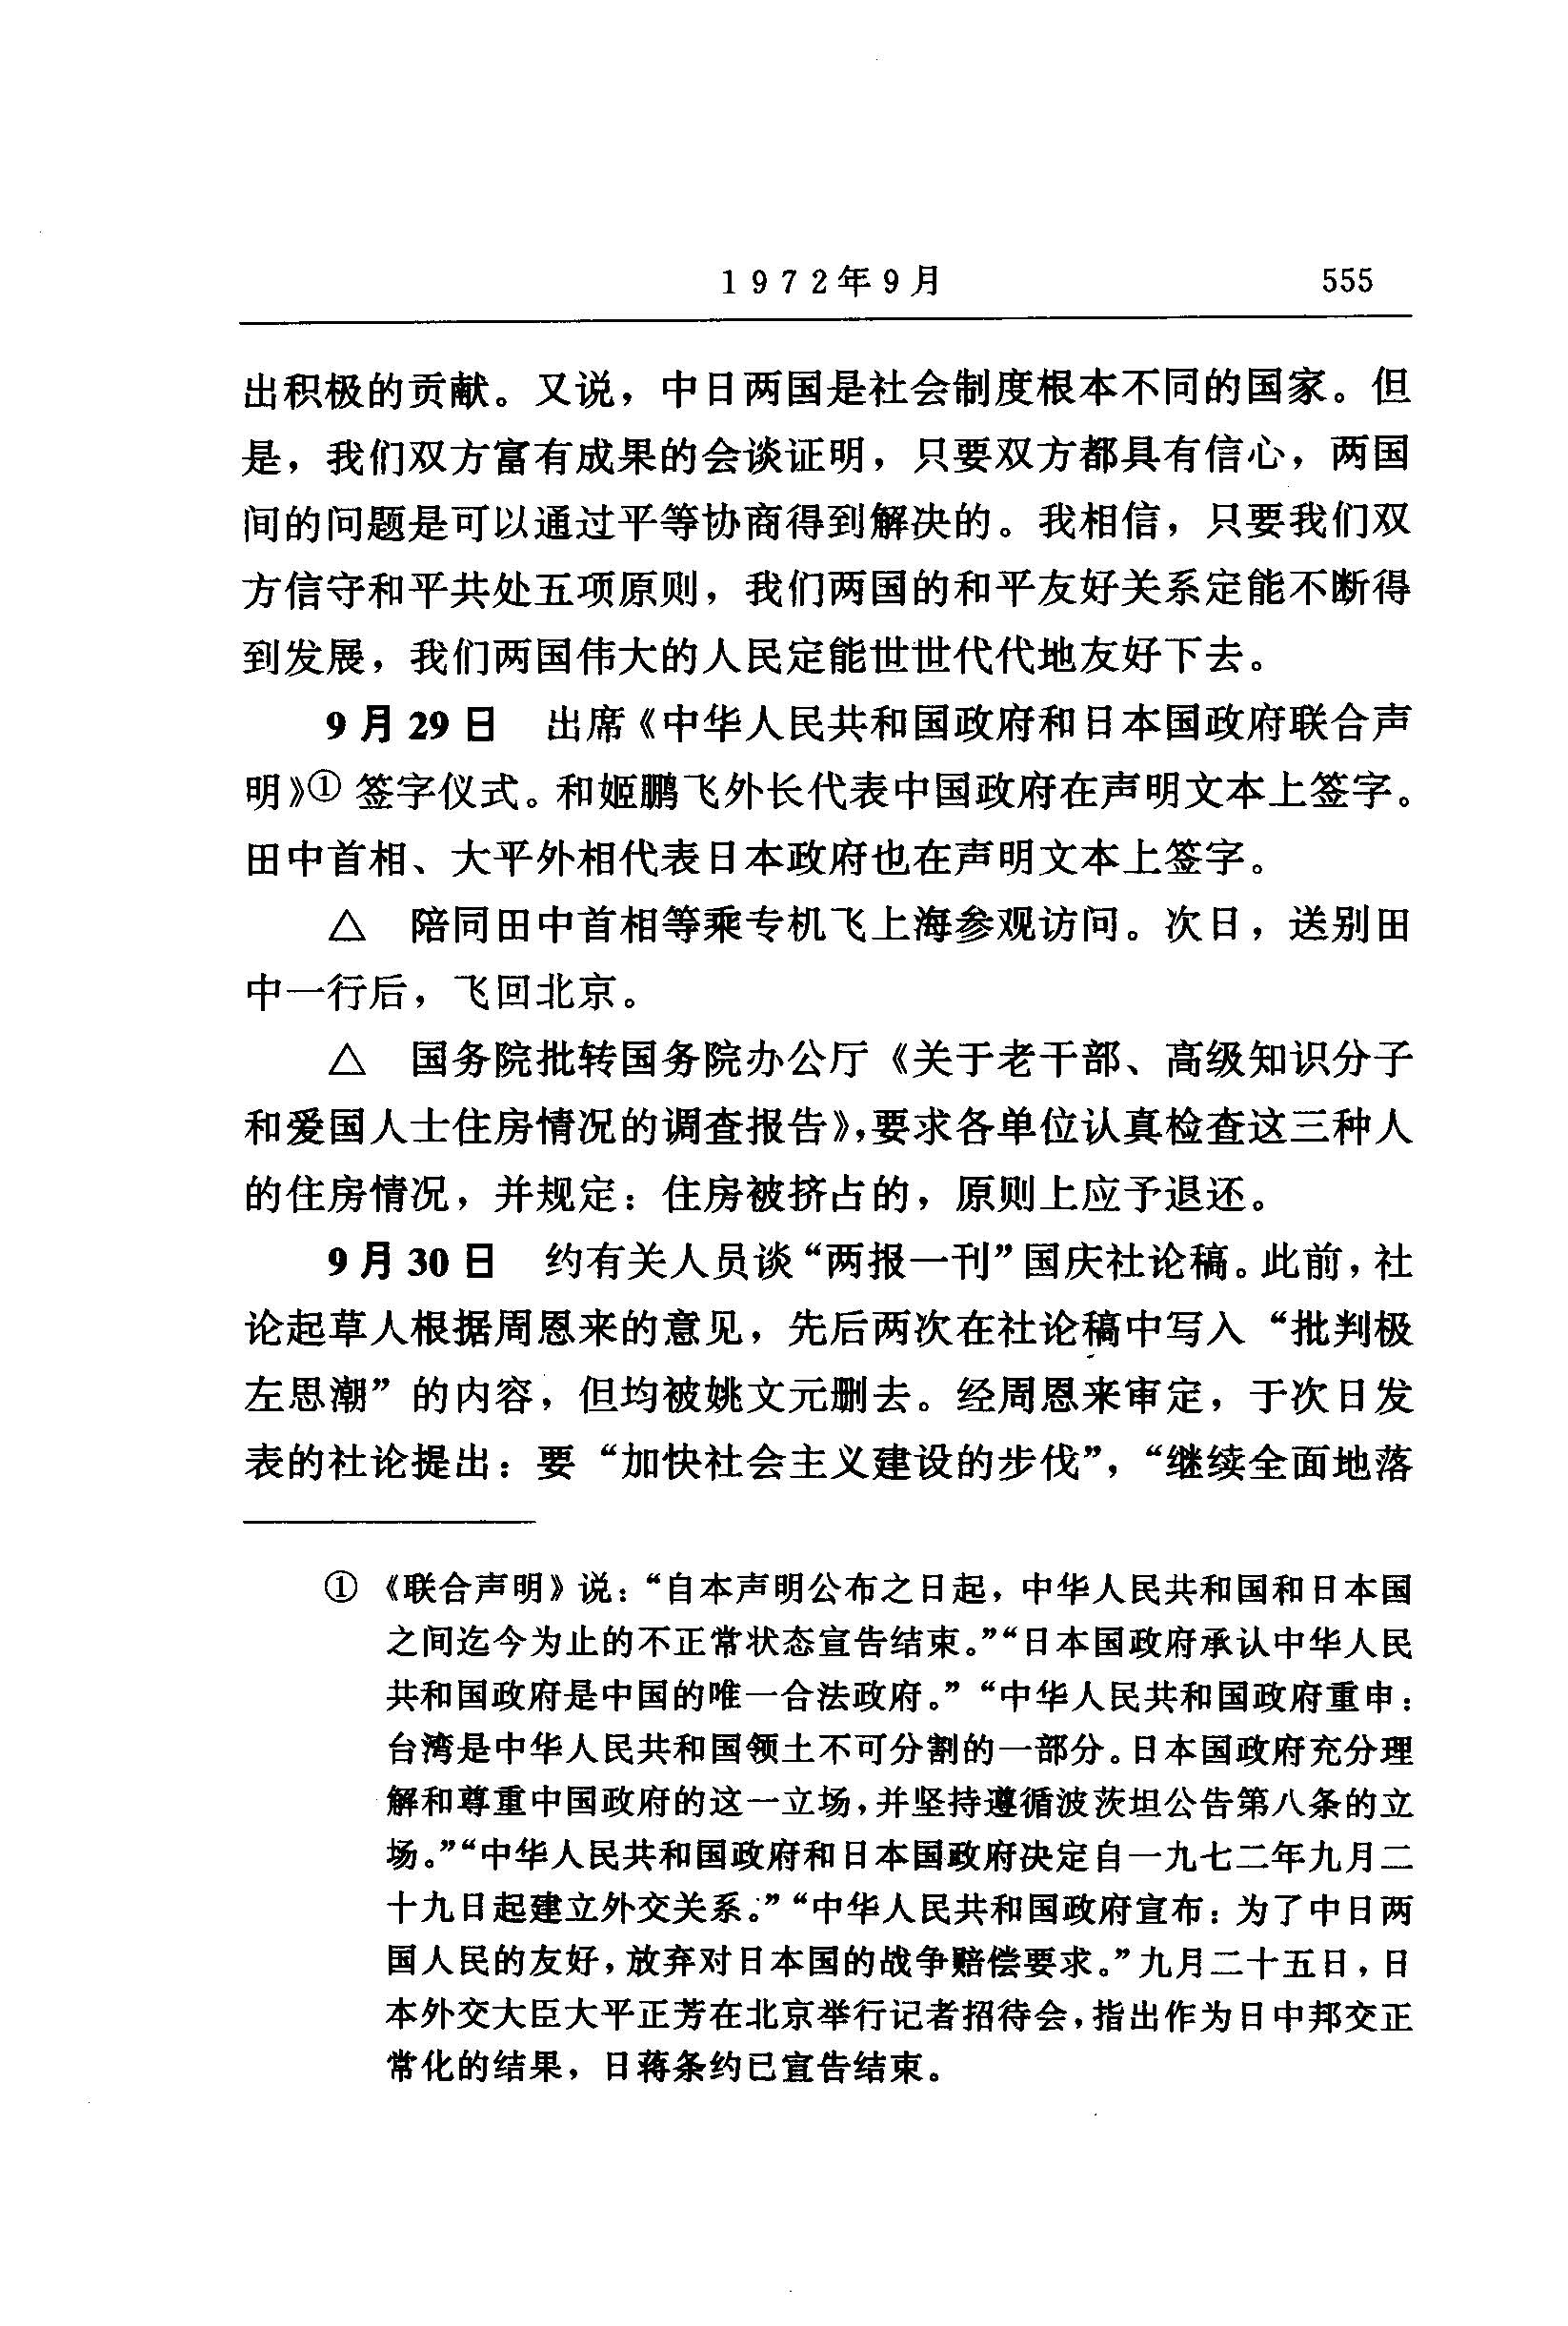 1972年9月 555
出积极的贡献。又说，中日两国是社会制度根本不同的国家。但
是，我们双方富有成果的会谈证明，只要双方都具有信心，两国
间的问题是可以通过平等协商得到解决的。我相信，只要我们双
方信守和平共处五项原则，我们两国的和平友好关系定能不断得
到发展，我们两国伟大的人民定能世世代代地友好下去。
9月29日 出席《中华人民共和国政府和日本国政府联合声
明》①签字仪式。和姬鹏飞外长代表中国政府在声明文本上签字。
田中首相、大平外相代表日本政府也在声明文本上签字。
△ 陪同田中首相等乘专机飞上海参观访问。次日，送别田
中一行后，飞回北京。
△ 国务院批转国务院办公厅《关于老干部、高级知识分子
和爱国人士住房情况的调查报告》，要求各单位认真检查这三种人
的住房情况，并规定：住房被挤占的，原则上应予退还。
9月30日 约有关人员谈“两报一刊”国庆社论稿。此前，社
论起草人根据周恩来的意见，先后两次在社论稿中写入“批判极
左思潮”的内容，但均被姚文元删去。经周恩来审定，于次日发
表的社论提出：要“加快社会主义建设的步伐”，“继续全面地落
① 《联合声明》说：“自本声明公布之日起，中华人民共和国和日本国
之间迄今为止的不正常状态宣告结束。”“日本国政府承认中华人民
共和国政府是中国的唯一合法政府。”“中华人民共和国政府重申：
台湾是中华人民共和国领土不可分割的一部分。日本国政府充分理
解和尊重中国政府的这一立场，并坚持遵循波茨坦公告第八条的立
场。”“中华人民共和国政府和日本国政府决定自一九七二年九月二
十九日起建立外交关系。”“中华人民共和国政府宣布：为了中日两
国人民的友好，放弃对日本国的战争赔偿要求。”九月二十五日，日
本外交大臣大平正芳在北京举行记者招待会，指出作为日中邦交正
常化的结果，日蒋条约已宣告结束。